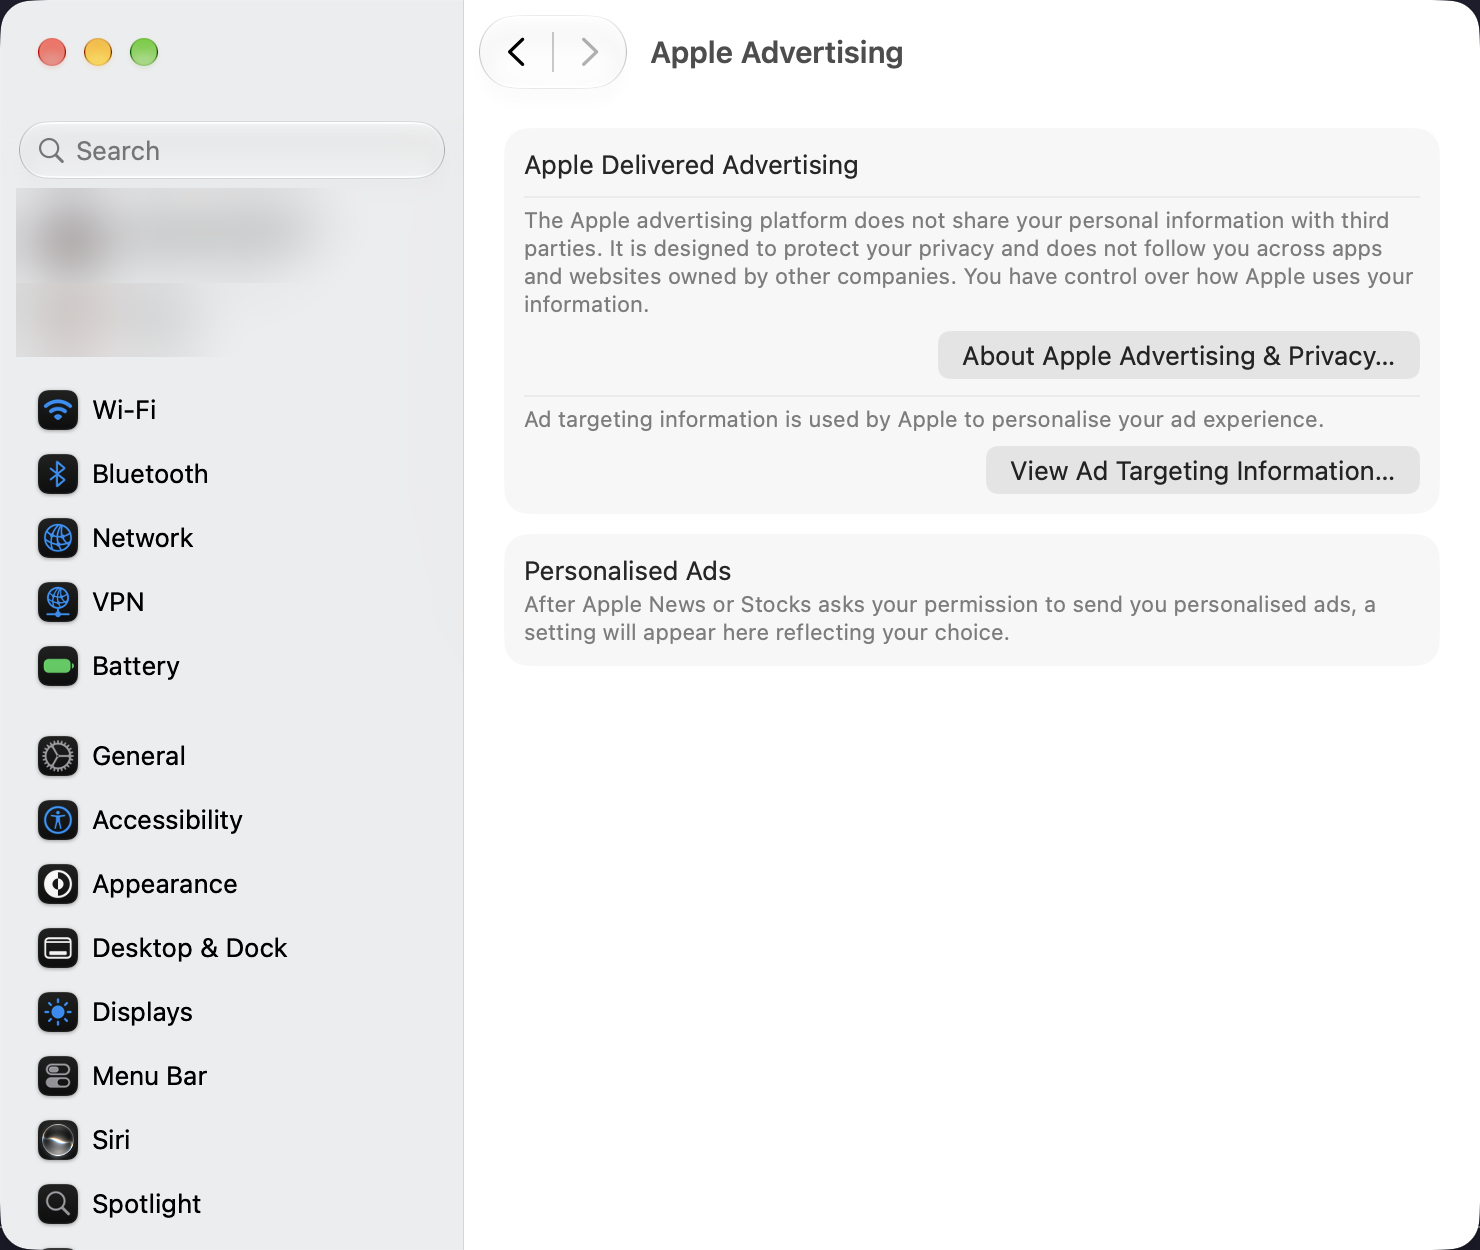 Search
Wi-Fi
Bluetooth
Network
VPN
Battery
General
Accessibility
Appearance
Desktop & Dock
Displays
Menu Bar
Siri
Spotlight
Apple Advertising
Apple Delivered Advertising
The Apple advertising platform does not share your personal information with third
parties. It is designed to protect your privacy and does not follow you across apps
and websites owned by other companies. You have control over how Apple uses your
information.
About Apple Advertising & Privacy...
Ad targeting information is used by Apple to personalise your ad experience.
View Ad Targeting Information...
Personalised Ads
After Apple News or Stocks asks your permission to send you personalised ads, a
setting will appear here reflecting your choice.